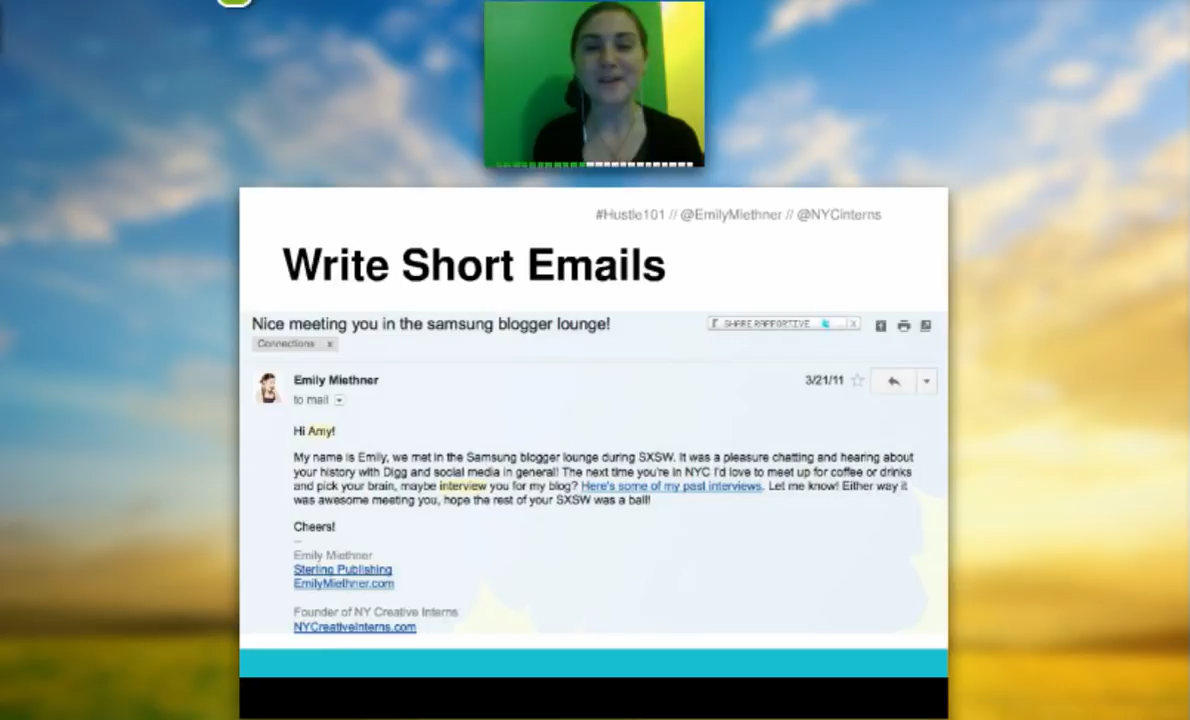 #Hustle101 // @EmilyMiethner // @NYCinterns
Write Short Emails
Nice meeting you in the samsung blogger lounge!
SHARE RAPPORTIVE x
Connections x
Emily Miethner
3/21/11
to mail
Hi Amy!
My name is Emily, we met in the Samsung blogger lounge during SXSW. It was a pleasure chatting and hearing about
your history with Digg and social media in general! The next time you're in NYC I'd love to meet up for coffee or drinks
and pick your brain, maybe interview you for my blog? Here's some of my past interviews. Let me know! Either way it
was awesome meeting you, hope the rest of your SXSW was a ball!
Cheers!
--
Emily Miethner
Sterling Publishing
EmilyMiethner.com
Founder of NY Creative Interns
NYCreativeInterns.com